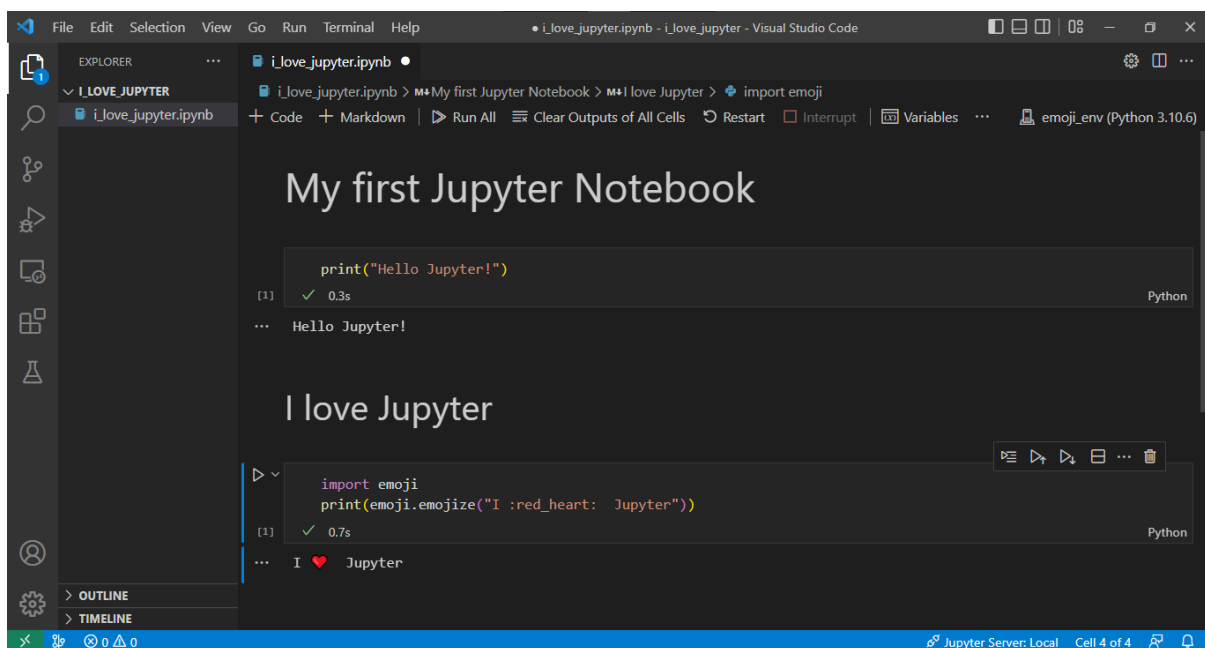 File Edit Selection View Go Run Terminal Help ● i_love_jupyter.ipynb - i_love_jupyter - Visual Studio Code
1
EXPLORER ...
i_love_jupyter.ipynb ●
I_LOVE_JUPYTER
i_love_jupyter.ipynb
i_love_jupyter.ipynb > M↓My first Jupyter Notebook > M↓I love Jupyter > import emoji
+ Code + Markdown | Run All Clear Outputs of All Cells Restart Interrupt | Variables ... emoji_env (Python 3.10.6)
My first Jupyter Notebook
print("Hello Jupyter!")
[1] ✓ 0.3s Python
... Hello Jupyter!
I love Jupyter
import emoji
print(emoji.emojize("I :red_heart:  Jupyter"))
[1] ✓ 0.7s Python
... I ❤️  Jupyter
> OUTLINE
> TIMELINE
0 0 Jupyter Server: Local Cell 4 of 4